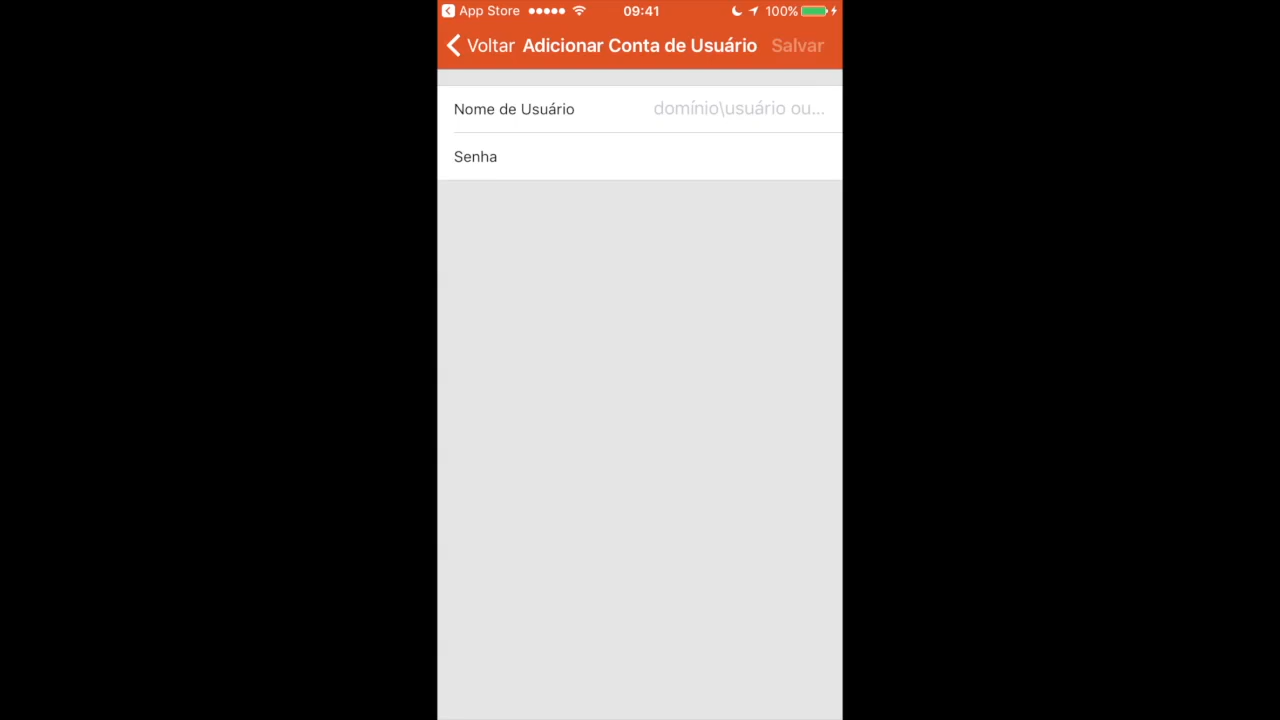 App Store 09:41 100%
Voltar Adicionar Conta de Usuário Salvar
Nome de Usuário domínio\usuário ou...
Senha